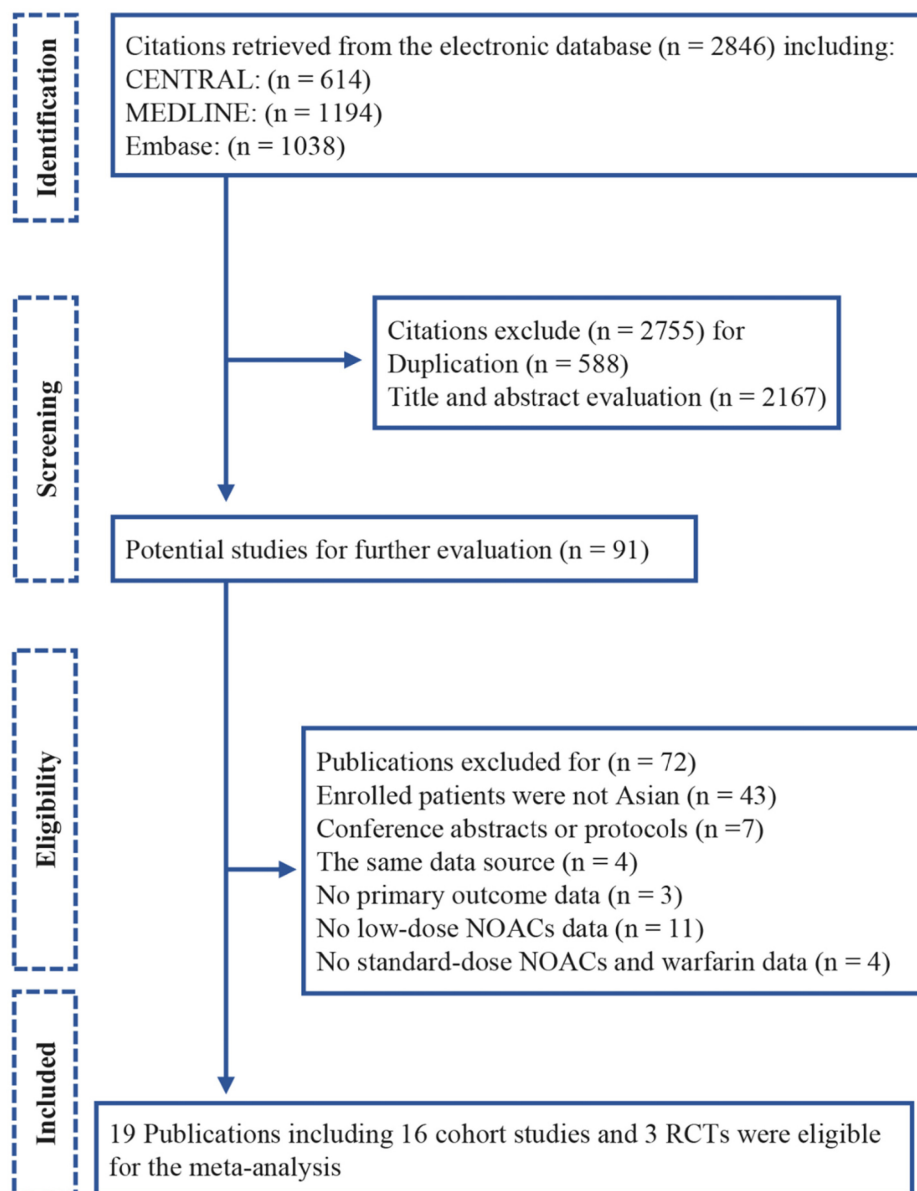 Identification
Citations retrieved from the electronic database (n = 2846) including:
CENTRAL: (n = 614)
MEDLINE: (n = 1194)
Embase: (n = 1038)
Screening
Citations exclude (n = 2755) for
Duplication (n = 588)
Title and abstract evaluation (n = 2167)
Potential studies for further evaluation (n = 91)
Eligibility
Publications excluded for (n = 72)
Enrolled patients were not Asian (n = 43)
Conference abstracts or protocols (n =7)
The same data source (n = 4)
No primary outcome data (n = 3)
No low-dose NOACs data (n = 11)
No standard-dose NOACs and warfarin data (n = 4)
Included
19 Publications including 16 cohort studies and 3 RCTs were eligible
for the meta-analysis